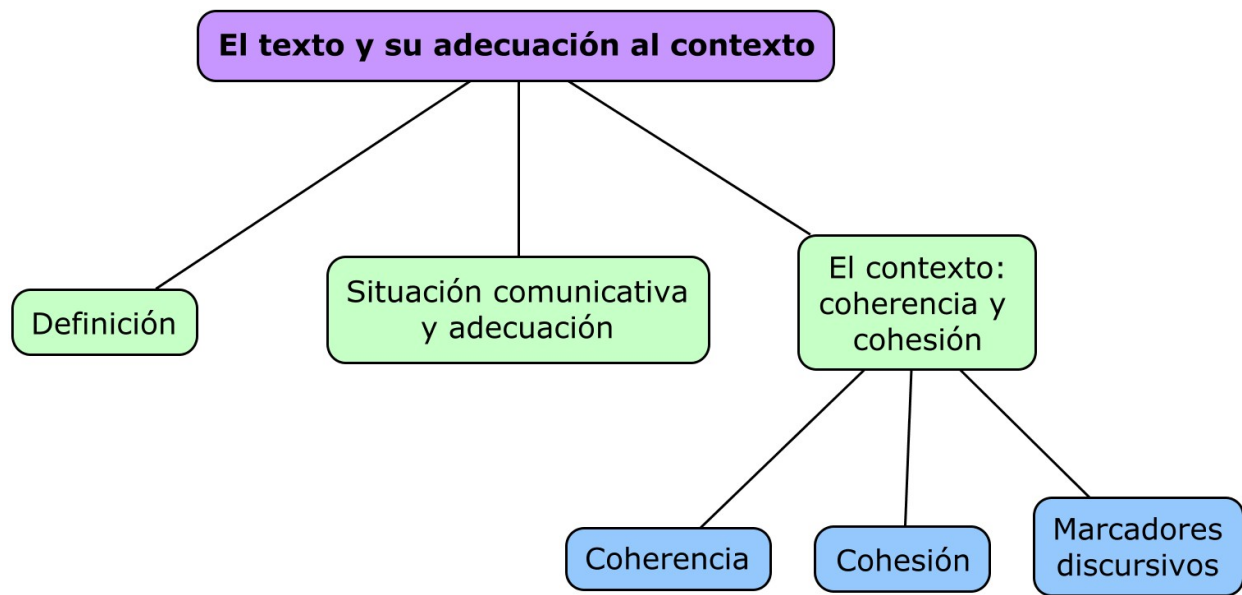 El texto y su adecuación al contexto
Definición
Situación comunicativa
y adecuación
El contexto:
coherencia y
cohesión
Coherencia
Cohesión
Marcadores
discursivos